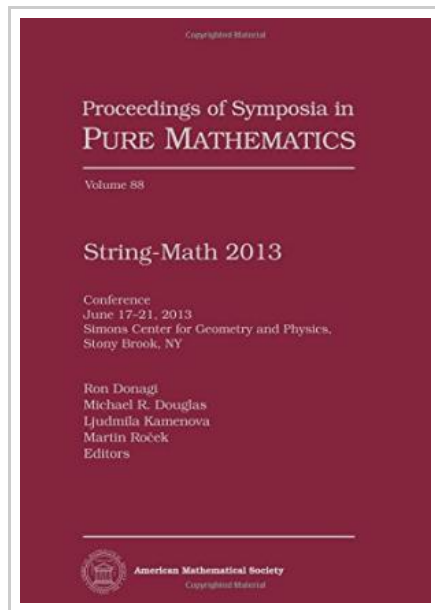 Copyrighted Material
Proceedings of Symposia in
PURE MATHEMATICS
Volume 88
String-Math 2013
Conference
June 17–21, 2013
Simons Center for Geometry and Physics,
Stony Brook, NY
Ron Donagi
Michael R. Douglas
Ljudmila Kamenova
Martin Roček
Editors
American Mathematical Society
Copyrighted Material